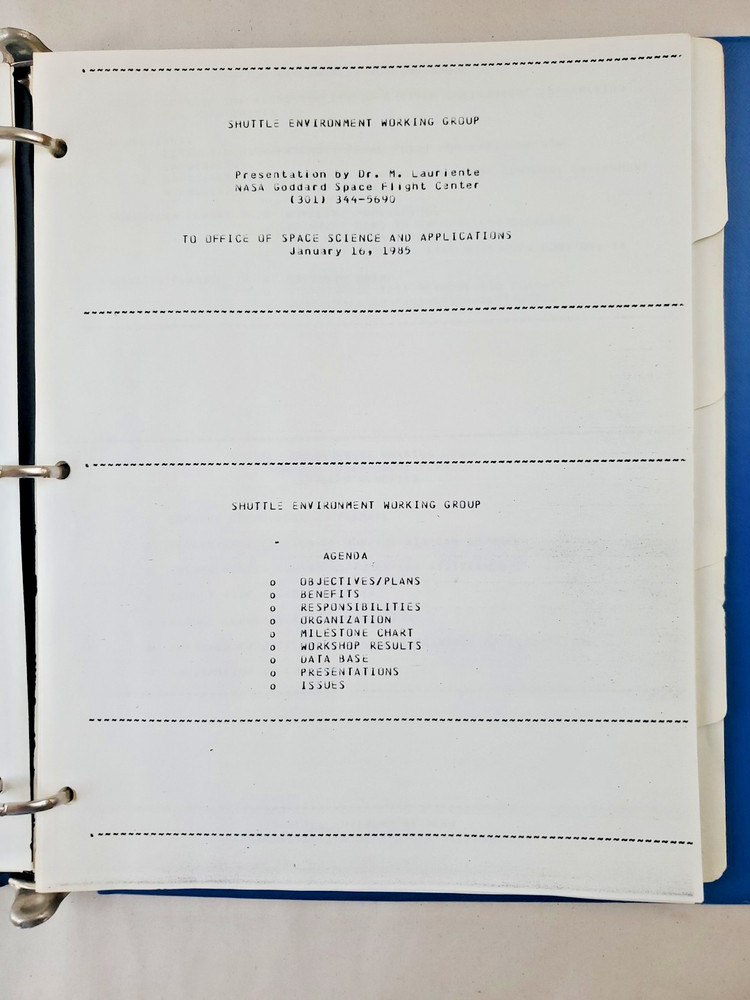 SHUTTLE ENVIRONMENT WORKING GROUP
Presentation by Dr. M. Lauriente
NASA Goddard Space Flight Center
(301) 344-5690
TO OFFICE OF SPACE SCIENCE AND APPLICATIONS
January 16, 1985
SHUTTLE ENVIRONMENT WORKING GROUP
AGENDA
o OBJECTIVES/PLANS
o BENEFITS
o RESPONSIBILITIES
o ORGANIZATION
o MILESTONE CHART
o WORKSHOP RESULTS
o DATA BASE
o PRESENTATIONS
o ISSUES